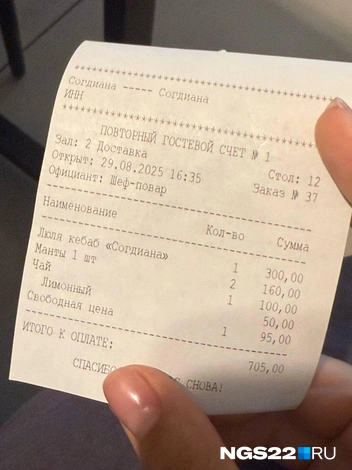 ************************
Согдиана ----- Согдиана
ИНН
************************
ПОВТОРНЫЙ ГОСТЕВОЙ СЧЕТ № 1
Зал: 2 Доставка Стол: 12
Открыт: 29.08.2025 16:35 Заказ № 37
Официант: Шеф-повар
Наименование Кол-во Сумма
Люля кебаб «Согдиана» 1 300,00
Манты 1 шт 2 160,00
Чай 1 100,00
Лимонный 50,00
Свободная цена 1 95,00
ИТОГО К ОПЛАТЕ: 705,00
СНОВА!
NGS22.RU